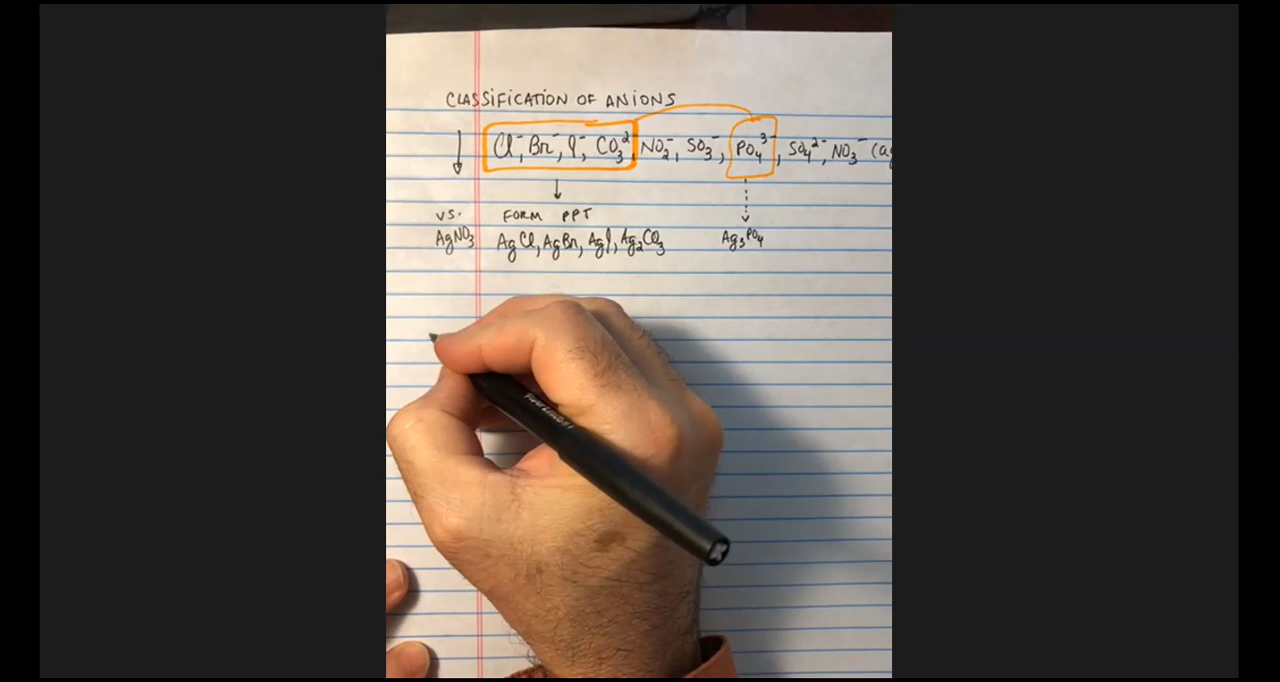 CLASSIFICATION OF ANIONS
Cl⁻, Br⁻, I⁻, CO₃²⁻, NO₂⁻, SO₃⁻, PO₄³⁻, SO₄²⁻, NO₃⁻ (aq
vs. FORM PPT
AgNO₃ AgCl, AgBr, AgI, Ag₂CO₃ Ag₃PO₄